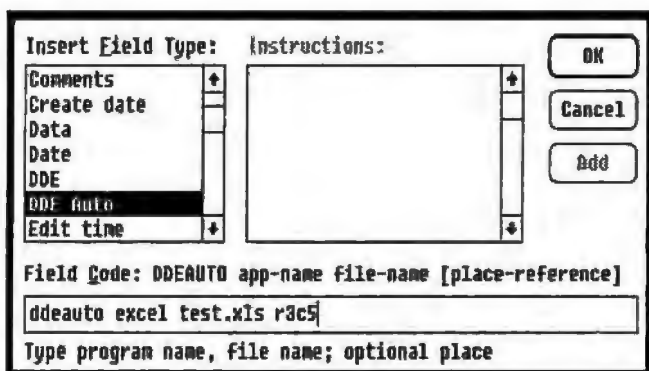 Insert Field Type:
Instructions:
OK
Comments
Create date
Data
Date
DDE
DDE Auto
Edit time
Cancel
Add
Field Code: DDEAUTO app-name file-name [place-reference]
ddeauto excel test.xls r3c5
Type program name, file name; optional place